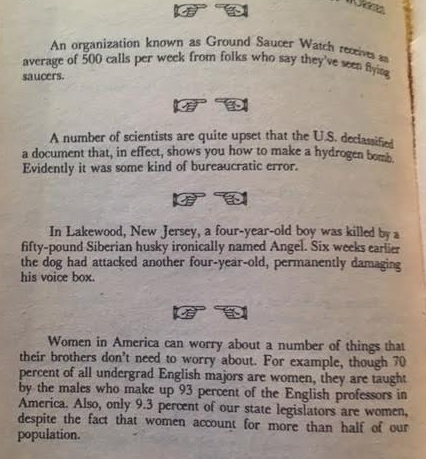 WORRIES
An organization known as Ground Saucer Watch receives an
average of 500 calls per week from folks who say they've seen flying
saucers.
A number of scientists are quite upset that the U.S. declassified
a document that, in effect, shows you how to make a hydrogen bomb.
Evidently it was some kind of bureaucratic error.
In Lakewood, New Jersey, a four-year-old boy was killed by a
fifty-pound Siberian husky ironically named Angel. Six weeks earlier
the dog had attacked another four-year-old, permanently damaging
his voice box.
Women in America can worry about a number of things that
their brothers don't need to worry about. For example, though 70
percent of all undergrad English majors are women, they are taught
by the males who make up 93 percent of the English professors in
America. Also, only 9.3 percent of our state legislators are women,
despite the fact that women account for more than half of our
population.